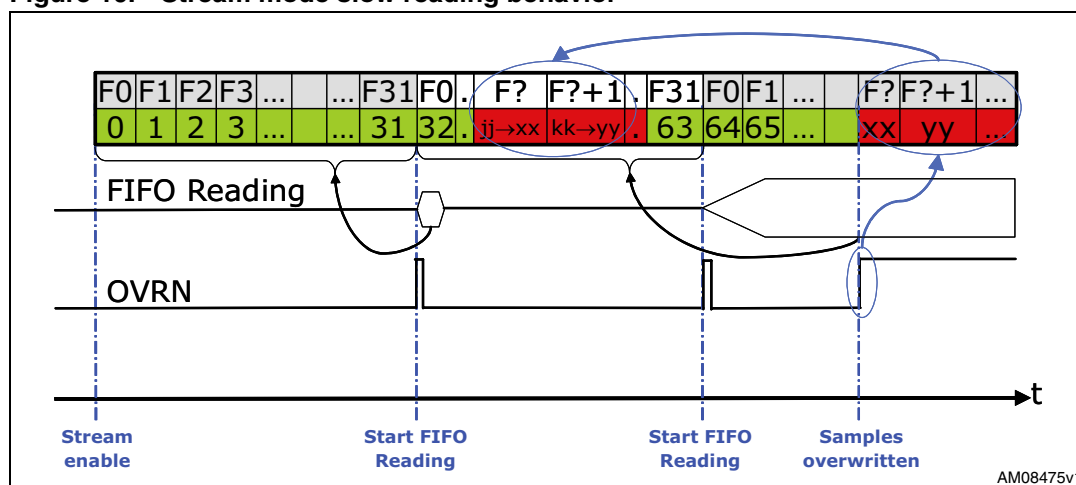 F0 F1 F2 F3 ... ... F31 F0 . F? F?+1 . F31 F0 F1 ... F? F?+1 ...
0 1 2 3 ... ... 31 32 . jj→xx kk→yy . 63 64 65 ... xx yy ...
FIFO Reading
OVRN
t
Stream
enable
Start FIFO
Reading
Start FIFO
Reading
Samples
overwritten
AM08475v1